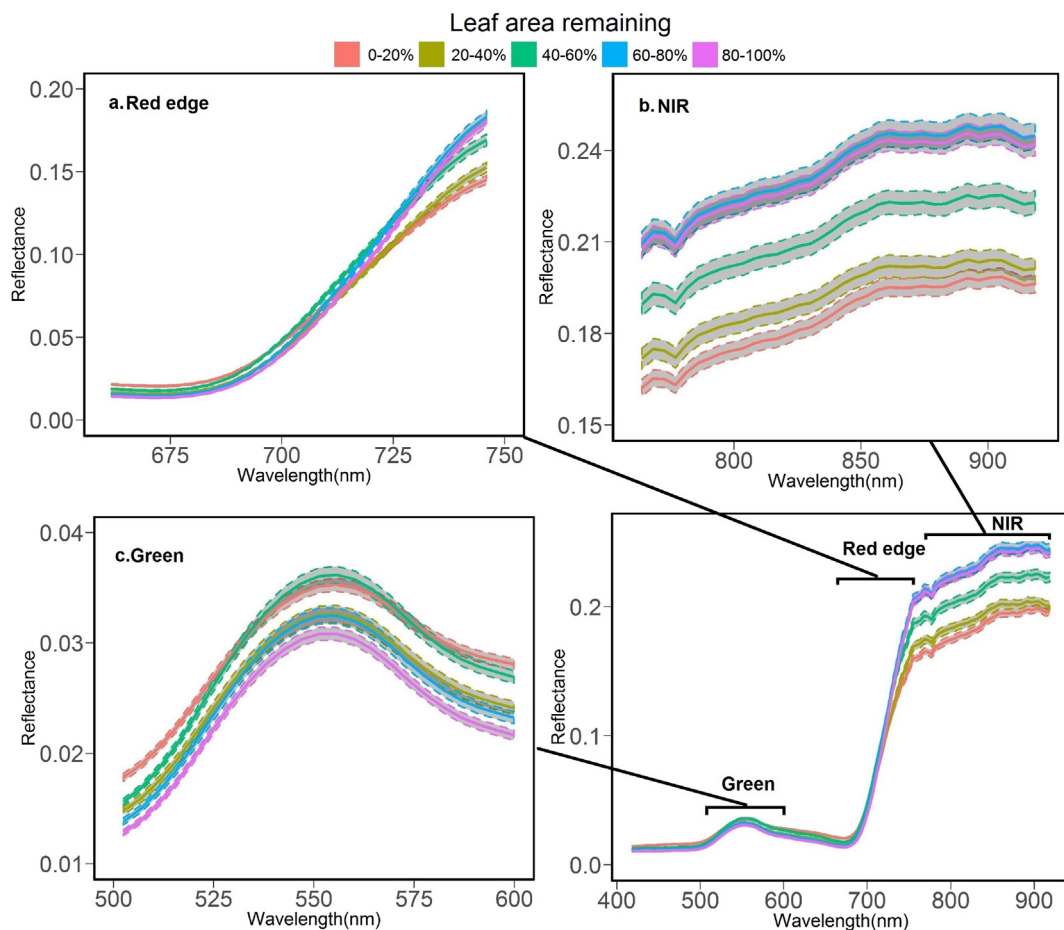 Leaf area remaining
0-20% 20-40% 40-60% 60-80% 80-100%
a. Red edge
0.20
0.15
0.10
0.05
0.00
Reflectance
675 700 725 750
Wavelength(nm)
b. NIR
0.24
0.21
0.18
0.15
Reflectance
800 850 900
Wavelength(nm)
c.Green
0.04
0.03
0.02
0.01
Reflectance
500 525 550 575 600
Wavelength(nm)
NIR
Red edge
Green
0.2
0.1
0.0
Reflectance
400 500 600 700 800 900
Wavelength(nm)